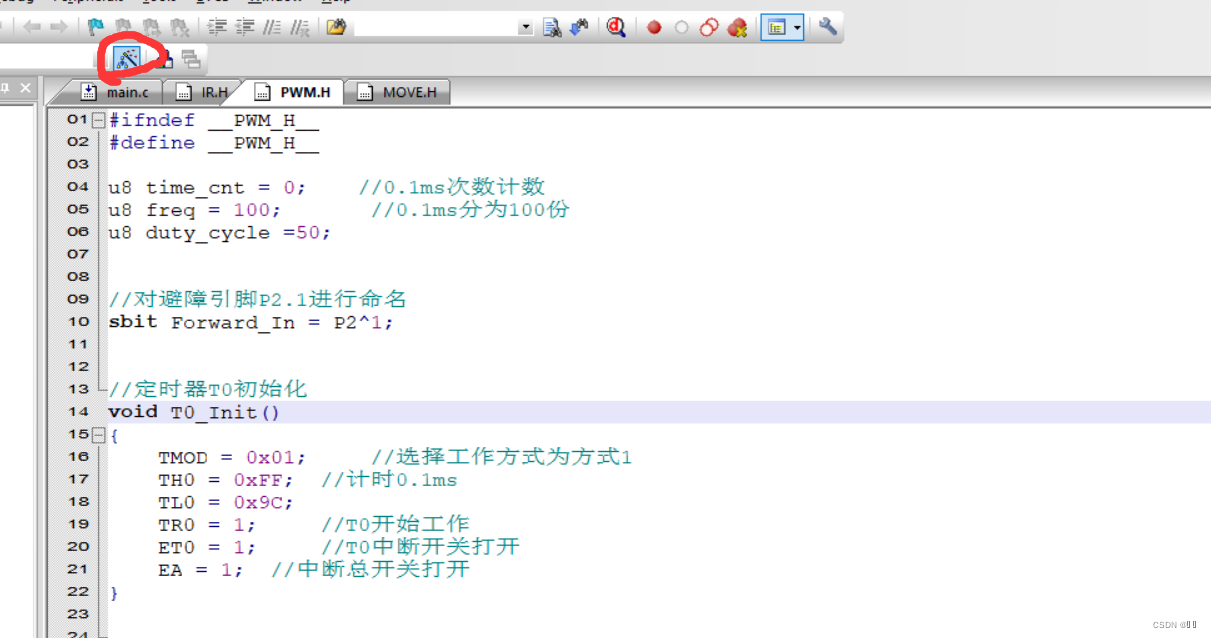 main.c IR.H PWM.H MOVE.H
01 #ifndef __PWM_H__
02 #define __PWM_H__
03
04 u8 time_cnt = 0; //0.1ms次数计数
05 u8 freq = 100; //0.1ms分为100份
06 u8 duty_cycle =50;
07
08
09 //对避障引脚P2.1进行命名
10 sbit Forward_In = P2^1;
11
12
13 //定时器T0初始化
14 void T0_Init()
15 {
16 TMOD = 0x01; //选择工作方式为方式1
17 TH0 = 0xFF; //计时0.1ms
18 TL0 = 0x9C;
19 TR0 = 1; //T0开始工作
20 ET0 = 1; //T0中断开关打开
21 EA = 1; //中断总开关打开
22 }
23
24
CSDN @